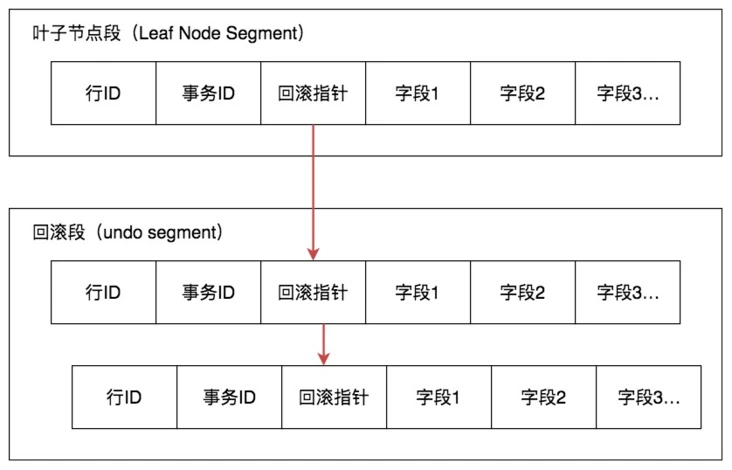 叶子节点段（Leaf Node Segment）
行ID 事务ID 回滚指针 字段1 字段2 字段3…
回滚段（undo segment）
行ID 事务ID 回滚指针 字段1 字段2 字段3…
行ID 事务ID 回滚指针 字段1 字段2 字段3…